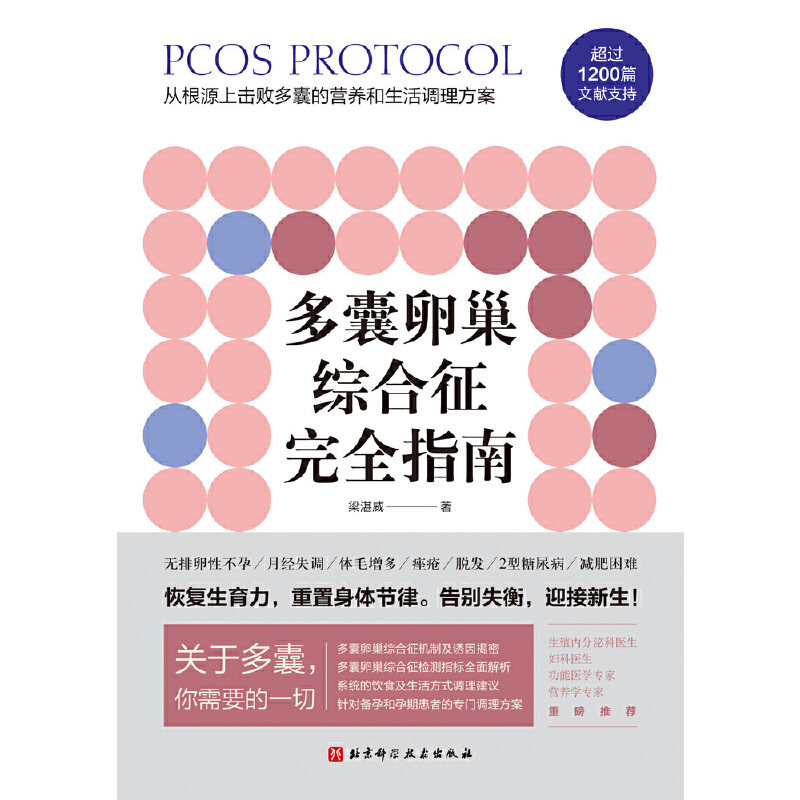 PCOS PROTOCOL
从根源上击败多囊的营养和生活调理方案
超过
1200篇
文献支持
多囊卵巢
综合征
完全指南
梁湛威——著
无排卵性不孕/月经失调/体毛增多/痤疮/脱发/2型糖尿病/减肥困难
恢复生育力，重置身体节律。告别失衡，迎接新生！
关于多囊，
你需要的一切
多囊卵巢综合征机制及诱因揭密
多囊卵巢综合征检测指标全面解析
系统的饮食及生活方式调理建议
针对备孕和孕期患者的专门调理方案
生殖内分泌科医生
妇科医生
功能医学专家
营养学专家
重磅推荐
北京科学技术出版社